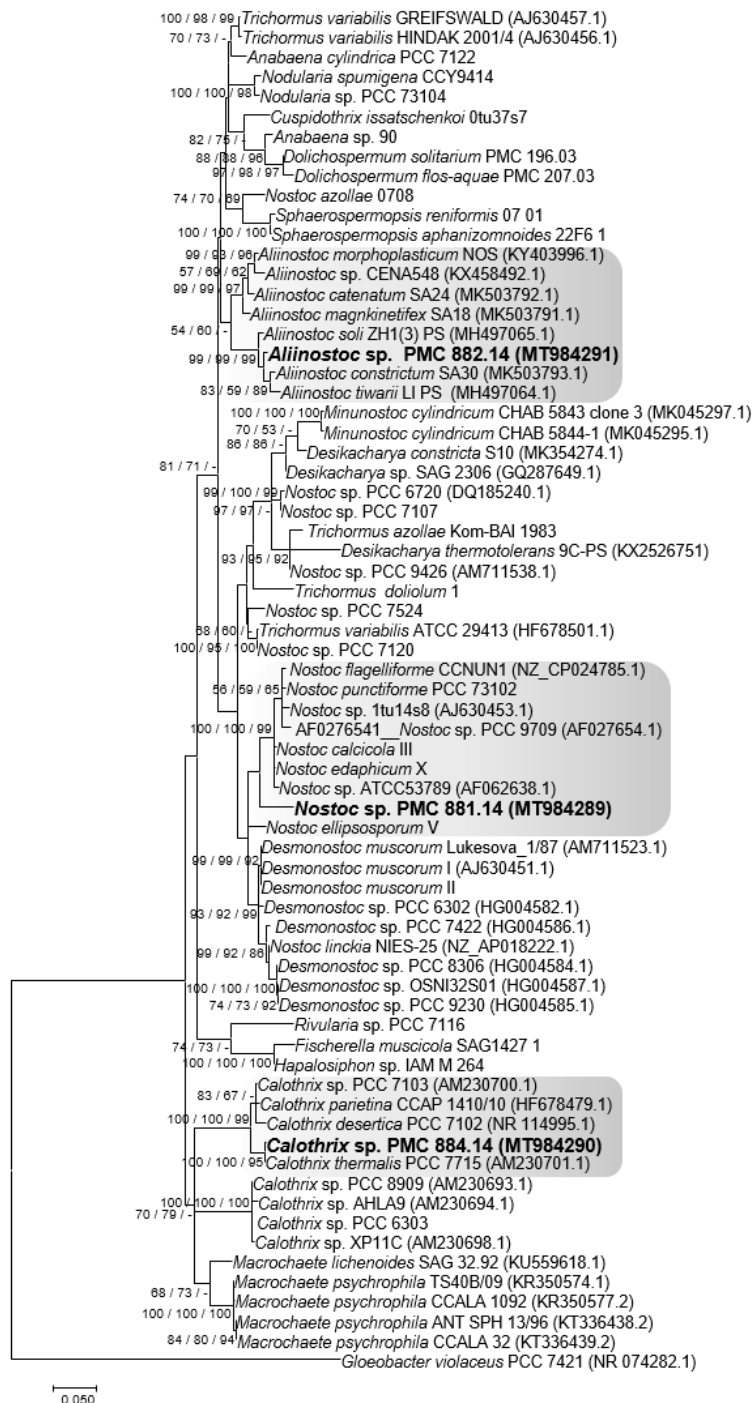 100 / 98 / 99
Trichormus variabilis GREIFSWALD (AJ630457.1)
70 / 73 / -
Trichormus variabilis HINDAK 2001/4 (AJ630456.1)
Anabaena cylindrica PCC 7122
Nodularia spumigena CCY9414
100 / 100 / 98
Nodularia sp. PCC 73104
Cuspidothrix issatschenkoi 0tu37s7
82 / 75 / -
Anabaena sp. 90
88 / 88 / 96
Dolichospermum solitarium PMC 196.03
97 / 98 / 97
Dolichospermum flos-aquae PMC 207.03
74 / 70 / 69
Nostoc azollae 0708
Sphaerospermopsis reniformis 07 01
100 / 100 / 100
Sphaerospermopsis aphanizomnoides 22F6 1
99 / 93 / 96
Aliinostoc morphoplasticum NOS (KY403996.1)
57 / 69 / 62
Aliinostoc sp. CENA548 (KX458492.1)
99 / 99 / 97
Aliinostoc catenatum SA24 (MK503792.1)
Aliinostoc magnkinetifex SA18 (MK503791.1)
54 / 60 / -
Aliinostoc soli ZH1(3) PS (MH497065.1)
99 / 99 / 99
Aliinostoc sp. PMC 882.14 (MT984291)
Aliinostoc constrictum SA30 (MK503793.1)
83 / 59 / 89
Aliinostoc tiwarii LI PS (MH497064.1)
100 / 100 / 100
Minunostoc cylindricum CHAB 5843 clone 3 (MK045297.1)
70 / 53 / -
Minunostoc cylindricum CHAB 5844-1 (MK045295.1)
86 / 86 / -
Desikacharya constricta S10 (MK354274.1)
81 / 71 / -
Desikacharya sp. SAG 2306 (GQ287649.1)
99 / 100 / 99
Nostoc sp. PCC 6720 (DQ185240.1)
97 / 97 / -
Nostoc sp. PCC 7107
Trichormus azollae Kom-BAI 1983
93 / 95 / 92
Desikacharya thermotolerans 9C-PS (KX2526751)
Nostoc sp. PCC 9426 (AM711538.1)
Trichormus doliolum 1
Nostoc sp. PCC 7524
68 / 60 / -
Trichormus variabilis ATCC 29413 (HF678501.1)
100 / 95 / 100
Nostoc sp. PCC 7120
Nostoc flagelliforme CCNUN1 (NZ_CP024785.1)
56 / 59 / 65
Nostoc punctiforme PCC 73102
Nostoc sp. 1tu14s8 (AJ630453.1)
100 / 100 / 99
AF0276541__Nostoc sp. PCC 9709 (AF027654.1)
Nostoc calcicola III
Nostoc edaphicum X
Nostoc sp. ATCC53789 (AF062638.1)
Nostoc sp. PMC 881.14 (MT984289)
Nostoc ellipsosporum V
Desmonostoc muscorum Lukesova_1/87 (AM711523.1)
99 / 99 / 92
Desmonostoc muscorum I (AJ630451.1)
Desmonostoc muscorum II
93 / 92 / 99
Desmonostoc sp. PCC 6302 (HG004582.1)
Desmonostoc sp. PCC 7422 (HG004586.1)
99 / 92 / 86
Nostoc linckia NIES-25 (NZ_AP018222.1)
Desmonostoc sp. PCC 8306 (HG004584.1)
100 / 100 / 100
Desmonostoc sp. OSNI32S01 (HG004587.1)
74 / 73 / 92
Desmonostoc sp. PCC 9230 (HG004585.1)
Rivularia sp. PCC 7116
74 / 73 / -
Fischerella muscicola SAG1427 1
100 / 100 / 100
Hapalosiphon sp. IAM M 264
83 / 67 / -
Calothrix sp. PCC 7103 (AM230700.1)
Calothrix parietina CCAP 1410/10 (HF678479.1)
100 / 100 / 99
Calothrix desertica PCC 7102 (NR 114995.1)
Calothrix sp. PMC 884.14 (MT984290)
100 / 100 / 95
Calothrix thermalis PCC 7715 (AM230701.1)
Calothrix sp. PCC 8909 (AM230693.1)
100 / 100 / 100
Calothrix sp. AHLA9 (AM230694.1)
70 / 79 / -
Calothrix sp. PCC 6303
Calothrix sp. XP11C (AM230698.1)
Macrochaete lichenoides SAG 32.92 (KU559618.1)
68 / 73 / -
Macrochaete psychrophila TS40B/09 (KR350574.1)
Macrochaete psychrophila CCALA 1092 (KR350577.2)
100 / 100 / 100
Macrochaete psychrophila ANT SPH 13/96 (KT336438.2)
84 / 80 / 94
Macrochaete psychrophila CCALA 32 (KT336439.2)
Gloeobacter violaceus PCC 7421 (NR 074282.1)
0.050